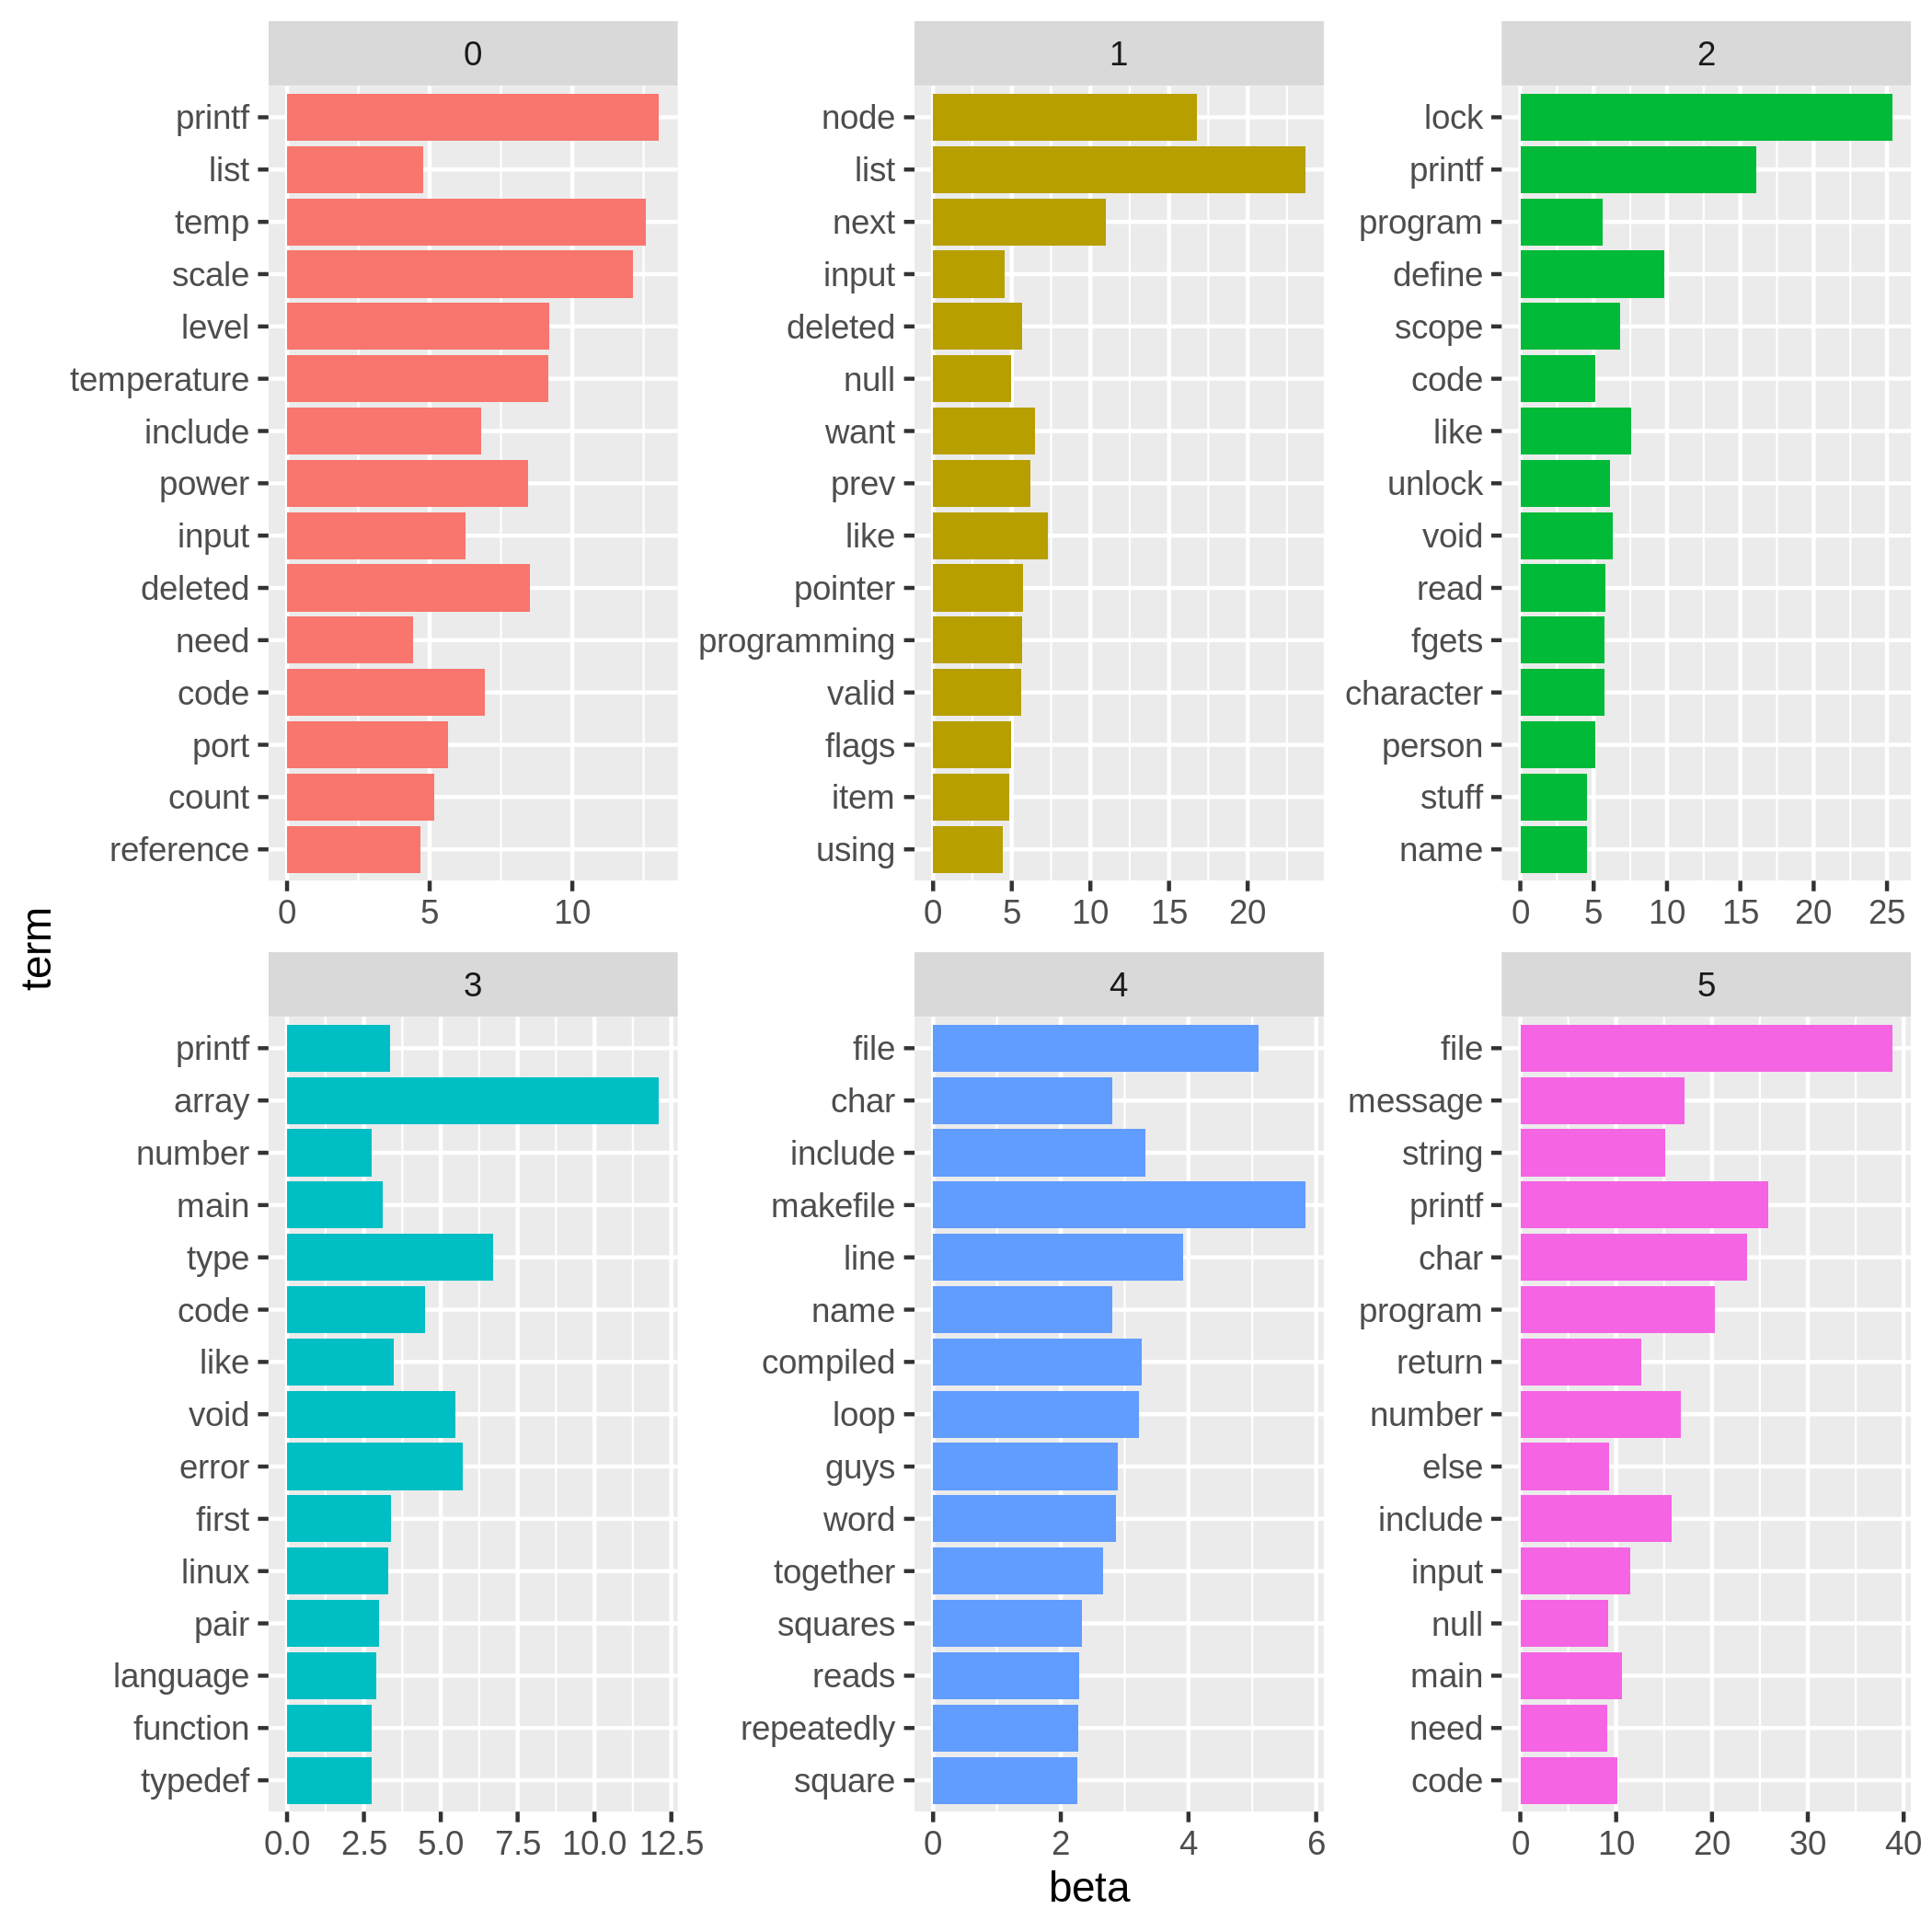 0
printf
list
temp
scale
level
temperature
include
power
input
deleted
need
code
port
count
reference
0 5 10
1
node
list
next
input
deleted
null
want
prev
like
pointer
programming
valid
flags
item
using
0 5 10 15 20
2
lock
printf
program
define
scope
code
like
unlock
void
read
fgets
character
person
stuff
name
0 5 10 15 20 25
term
3
printf
array
number
main
type
code
like
void
error
first
linux
pair
language
function
typedef
0.0 2.5 5.0 7.5 10.0 12.5
4
file
char
include
makefile
line
name
compiled
loop
guys
word
together
squares
reads
repeatedly
square
0 2 4 6
5
file
message
string
printf
char
program
return
number
else
include
input
null
main
need
code
0 10 20 30 40
beta